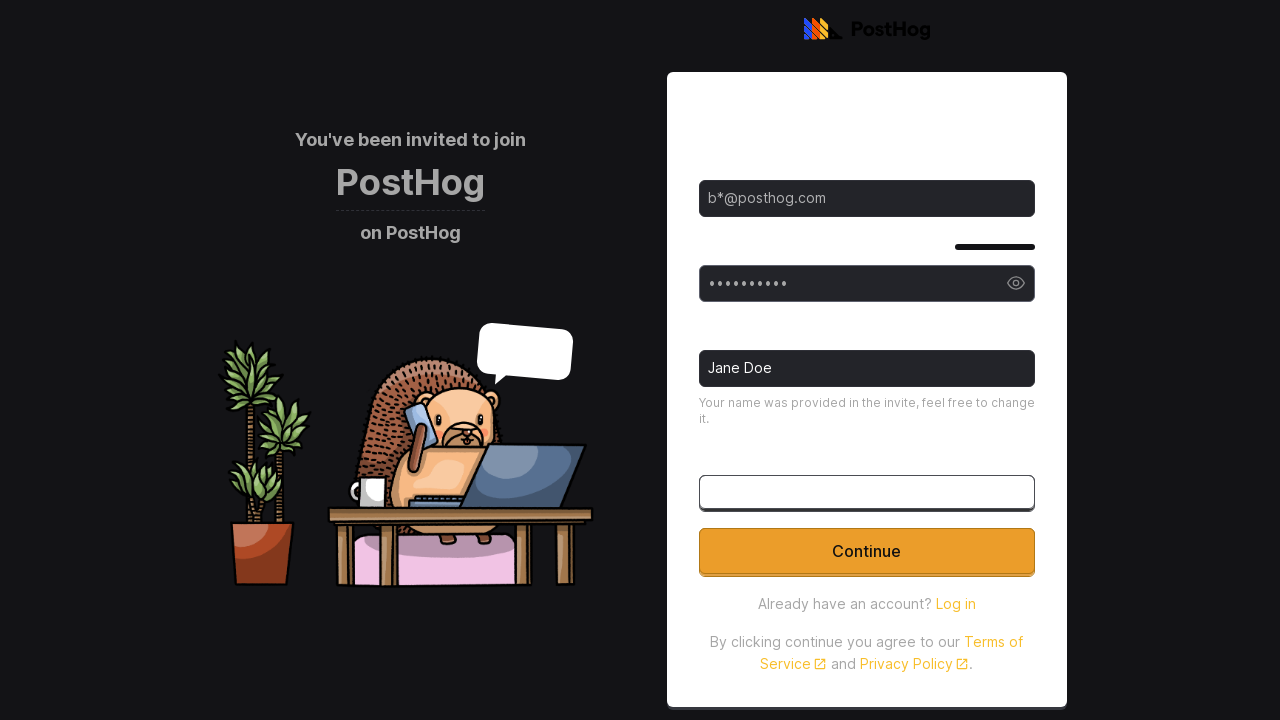 PostHog
You've been invited to join
PostHog
on PostHog
b*@posthog.com
••••••••••
Jane Doe
Your name was provided in the invite, feel free to change
it.
Continue
Already have an account? Log in
By clicking continue you agree to our Terms of
Service and Privacy Policy.